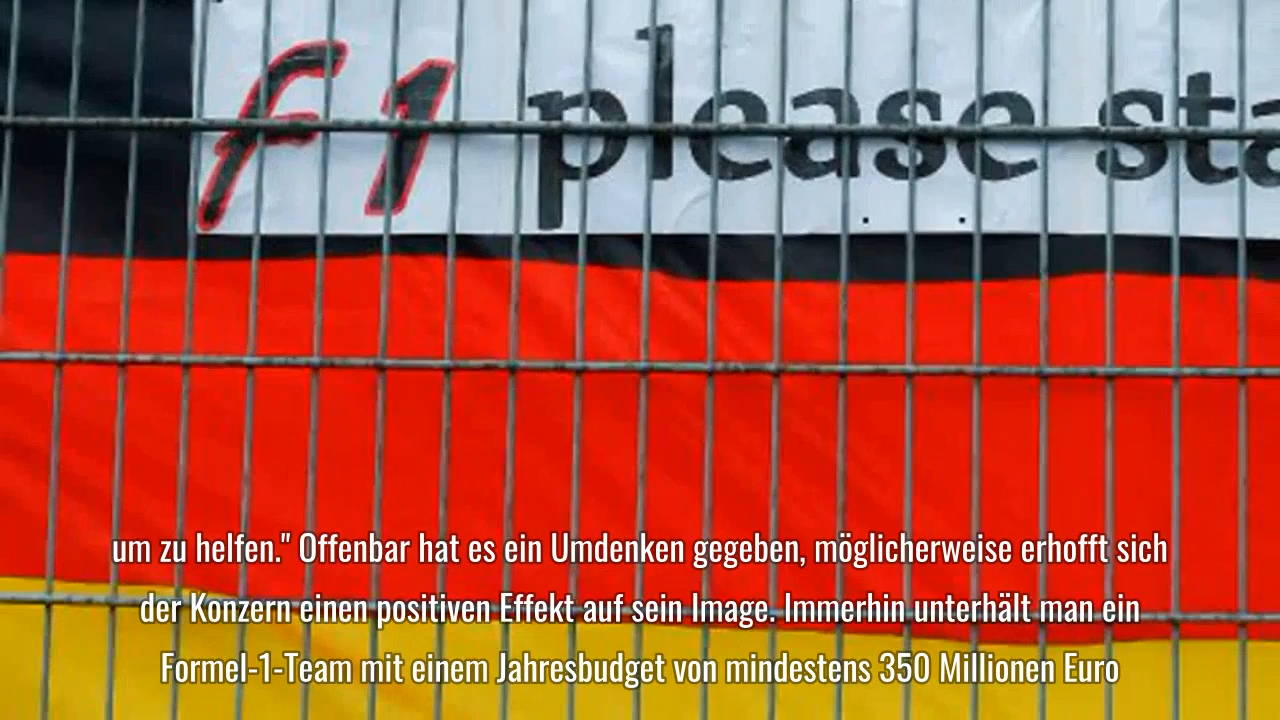 F1 please sta
um zu helfen." Offenbar hat es ein Umdenken gegeben, möglicherweise erhofft sich
der Konzern einen positiven Effekt auf sein Image. Immerhin unterhält man ein
Formel-1-Team mit einem Jahresbudget von mindestens 350 Millionen Euro